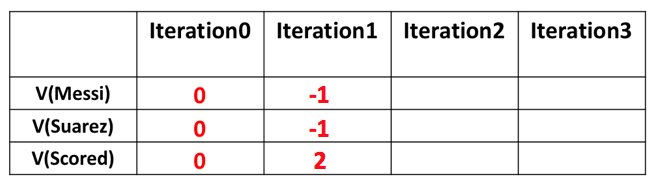 Iteration0 Iteration1 Iteration2 Iteration3
V(Messi) 0 -1
V(Suarez) 0 -1
V(Scored) 0 2